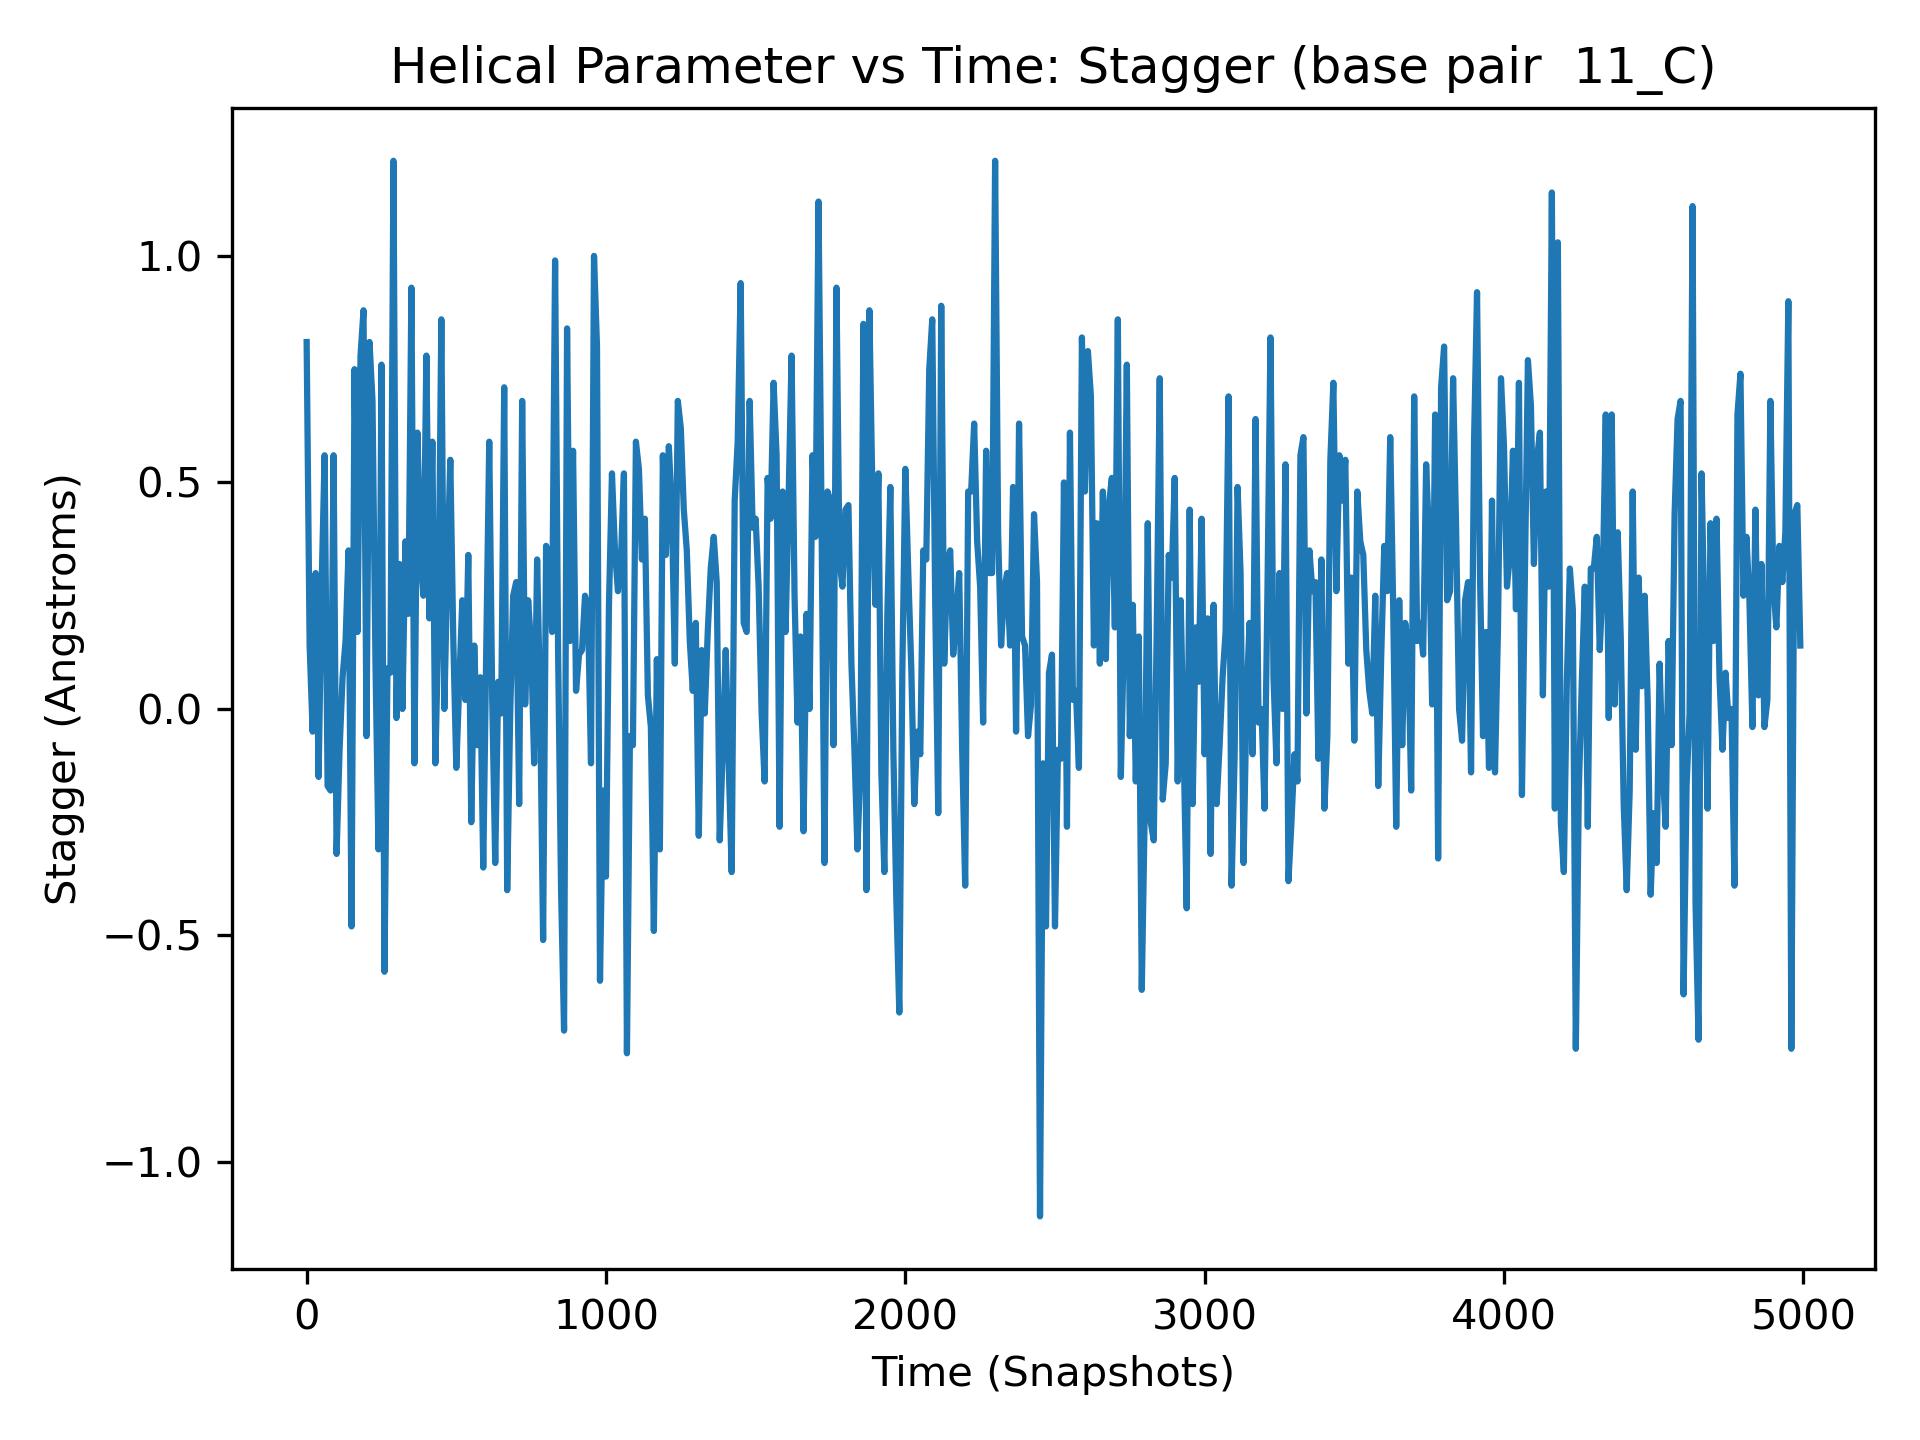 Helical Parameter vs Time: Stagger (base pair  11_C)
1.0
0.5
0.0
−0.5
−1.0
Stagger (Angstroms)
0 1000 2000 3000 4000 5000
Time (Snapshots)